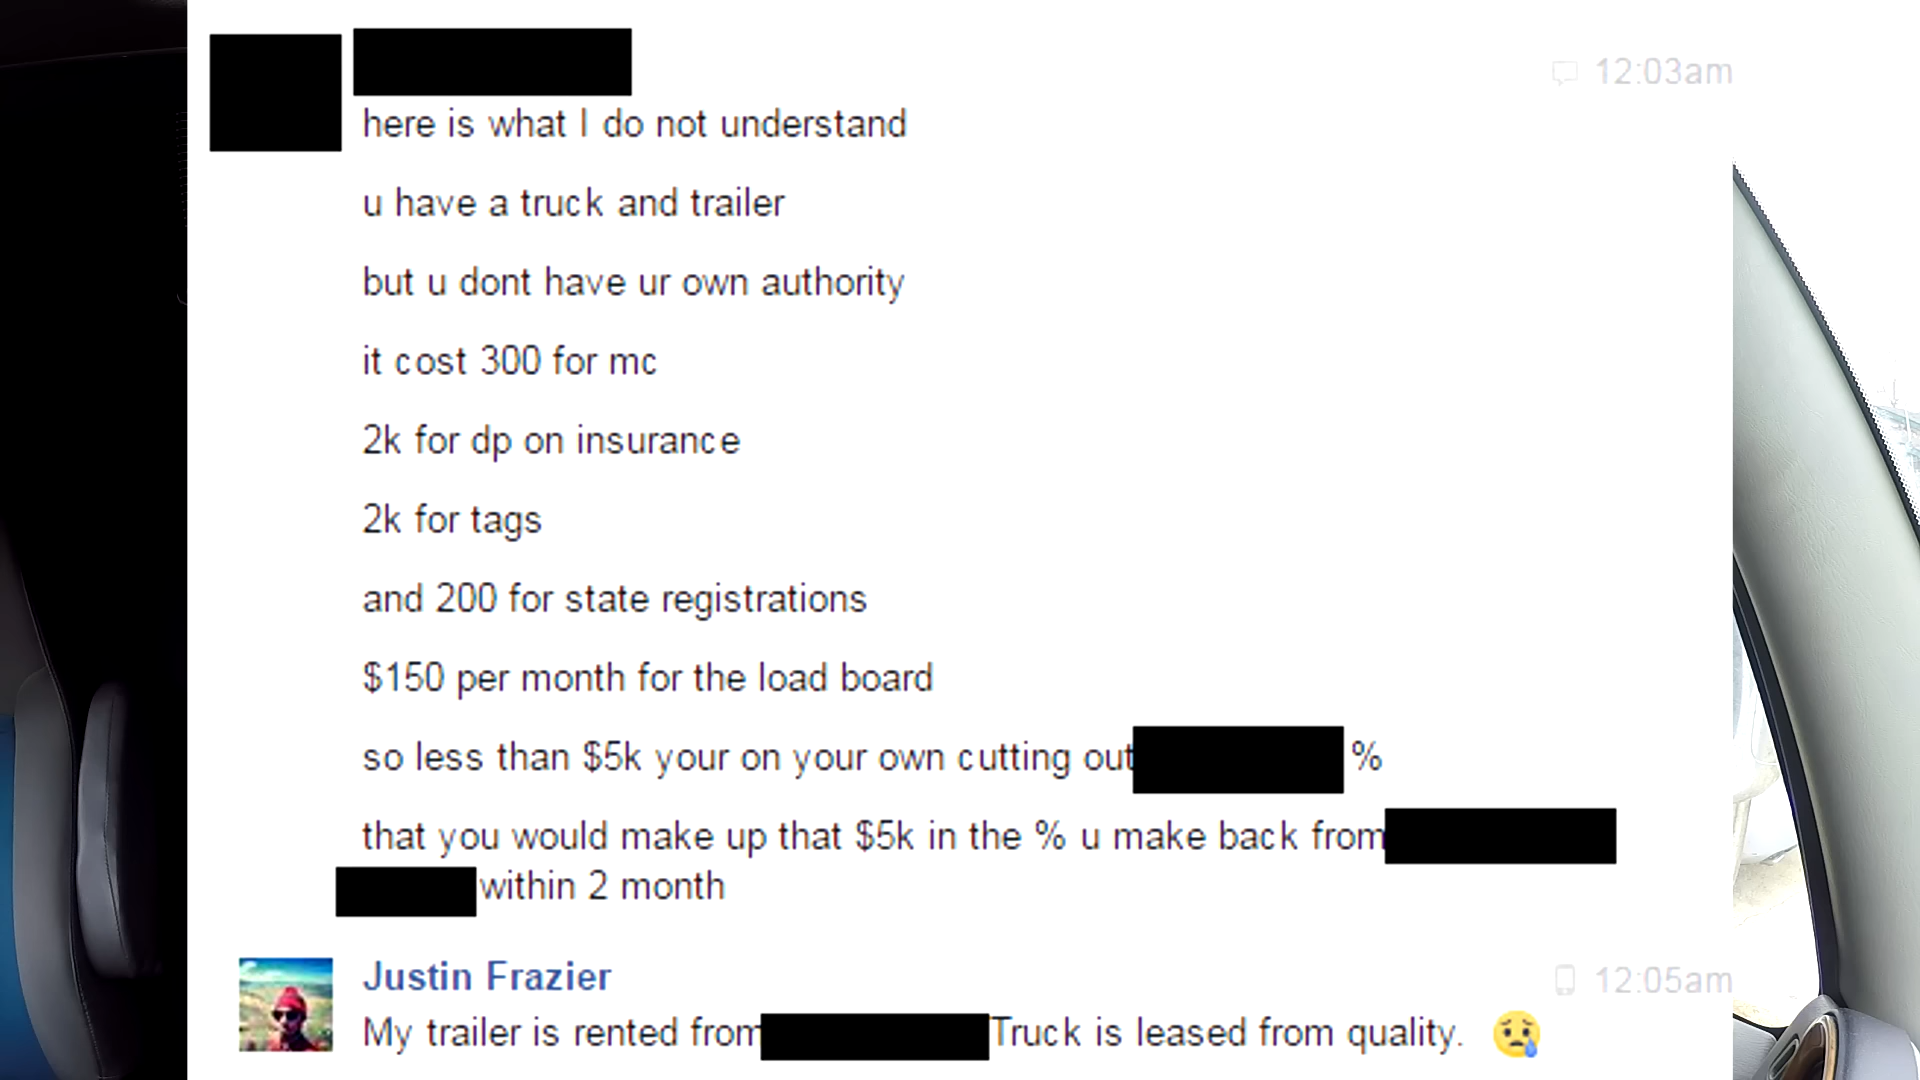 12:03am
here is what I do not understand
u have a truck and trailer
but u dont have ur own authority
it cost 300 for mc
2k for dp on insurance
2k for tags
and 200 for state registrations
$150 per month for the load board
so less than $5k your on your own cutting out %
that you would make up that $5k in the % u make back from
within 2 month
Justin Frazier 12:05am
My trailer is rented from Truck is leased from quality. 😢